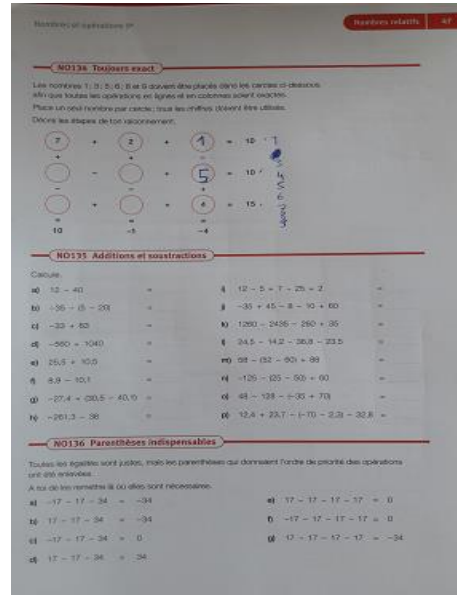 Nombres et opérations 9e
Nombres relatifs 47
NO136 Toujours exact
Les nombres 1 ; 3 ; 5 ; 6 ; 8 et 9 doivent être placés dans les cercles ci-dessous
afin que toutes les opérations en lignes et en colonnes soient exactes.
Place un seul nombre par cercle ; tous les chiffres doivent être utilisés.
Décris les étapes de ton raisonnement.
7 + 2 + 1 = 10
+ + −
− + 5 = 10
− − +
+ + 4 = 15
= = =
10 −1 −4
NO135 Additions et soustractions
Calcule.
a) 12 − 40 =
b) −35 − (5 − 20) =
c) −33 + 63 =
d) −560 + 1040 =
e) 25,5 + 10,5 =
f) 8,9 − 10,1 =
g) −27,4 + (30,5 − 40,1) =
h) −261,3 − 38 =
i) 12 − 5 + 7 − 25 + 2 =
j) −35 + 45 − 8 − 10 + 60 =
k) 1260 − 2435 − 260 + 35 =
l) 24,5 − 14,2 − 36,8 − 23,5 =
m) 58 − (32 − 60) + 88 =
n) −125 − (25 − 50) + 60 =
o) 48 − 128 − (−30 + 70) =
p) 12,4 + 23,7 − (−70 − 2,3) − 32,8 =
NO136 Parenthèses indispensables
Toutes les égalités sont justes, mais les parenthèses qui donnaient l'ordre de priorité des opérations
ont été enlevées.
A toi de les remettre là où elles sont nécessaires.
a) −17 − 17 − 34 = −34
b) 17 − 17 − 34 = −34
c) −17 − 17 − 34 = 0
d) 17 − 17 − 34 = 34
e) 17 − 17 − 17 − 17 = 0
f) −17 − 17 − 17 − 17 = 0
g) 17 − 17 − 17 − 17 = −34